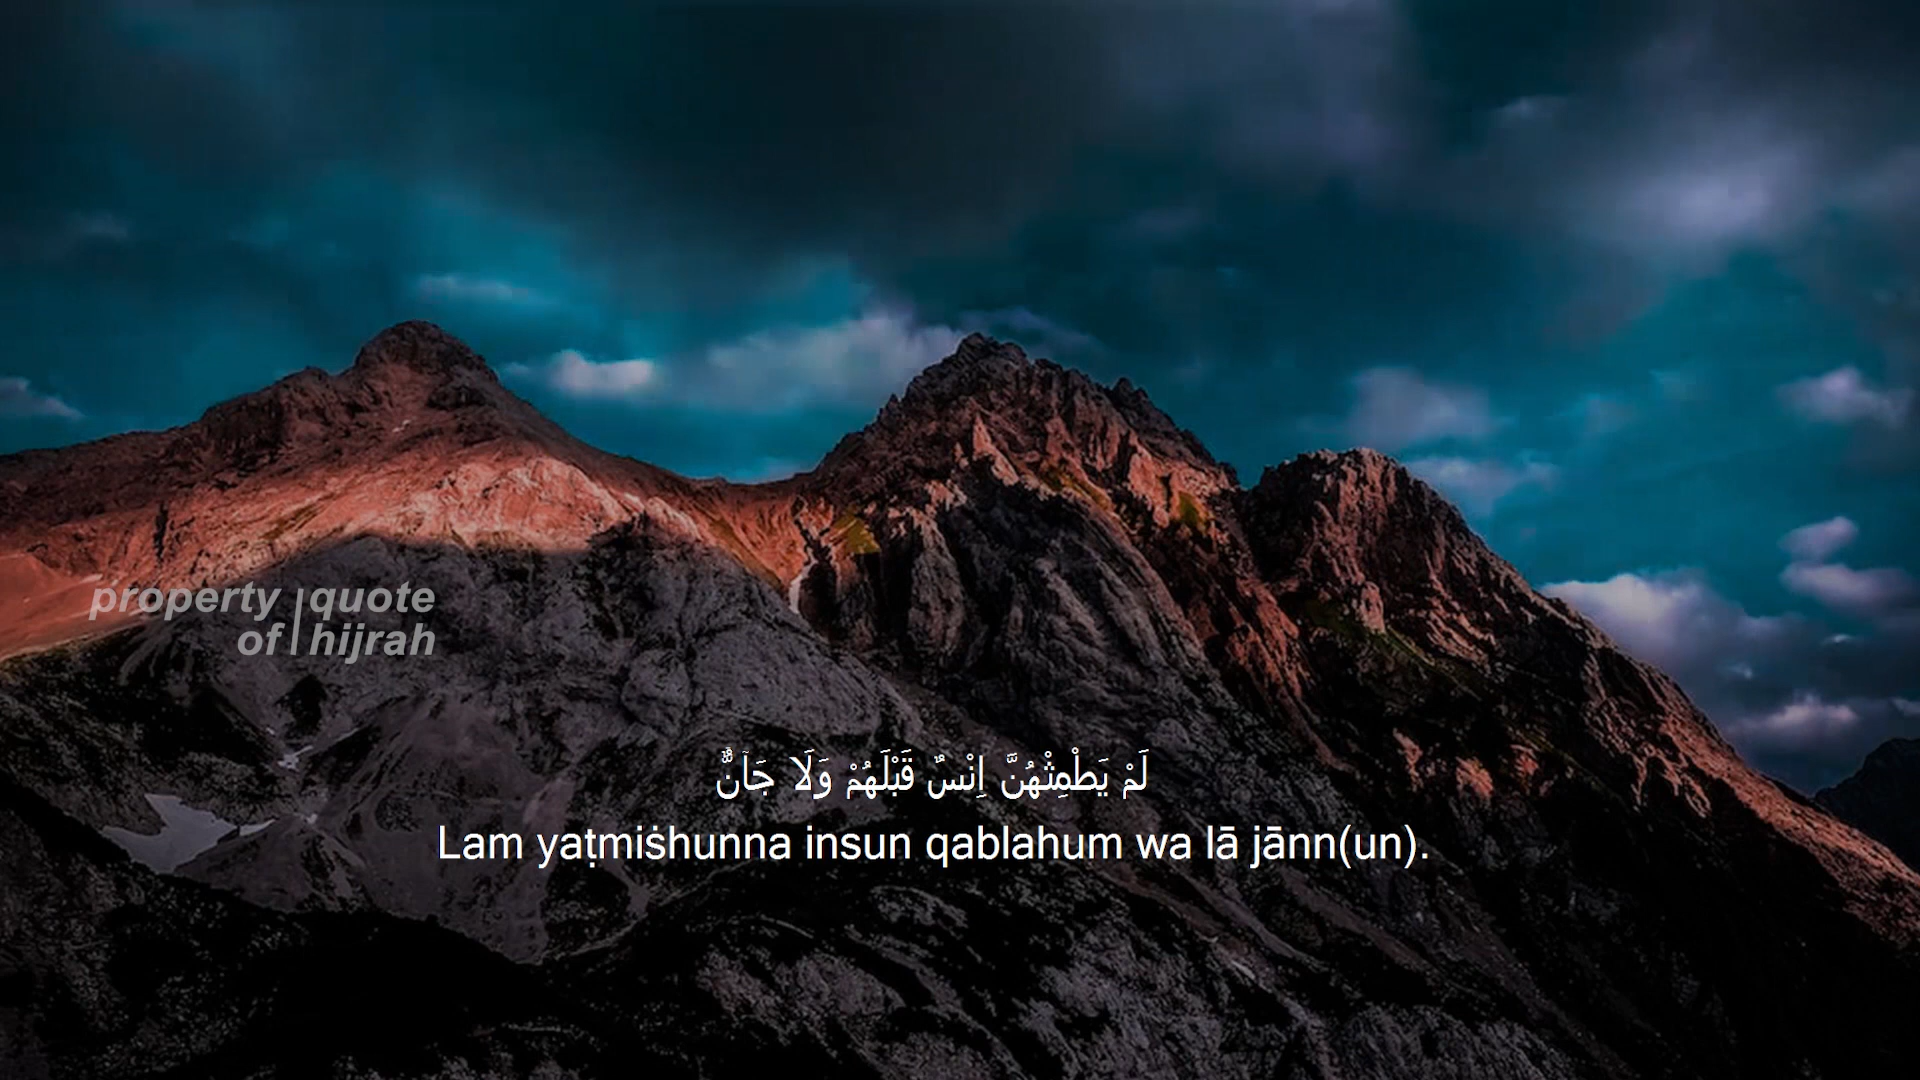 property | quote
of | hijrah
لَمْ يَطْمِثْهُنَّ اِنْسٌ قَبْلَهُمْ وَلَا جَاۤنٌّۚ
Lam yaṭmiṡhunna insun qablahum wa lā jānn(un).